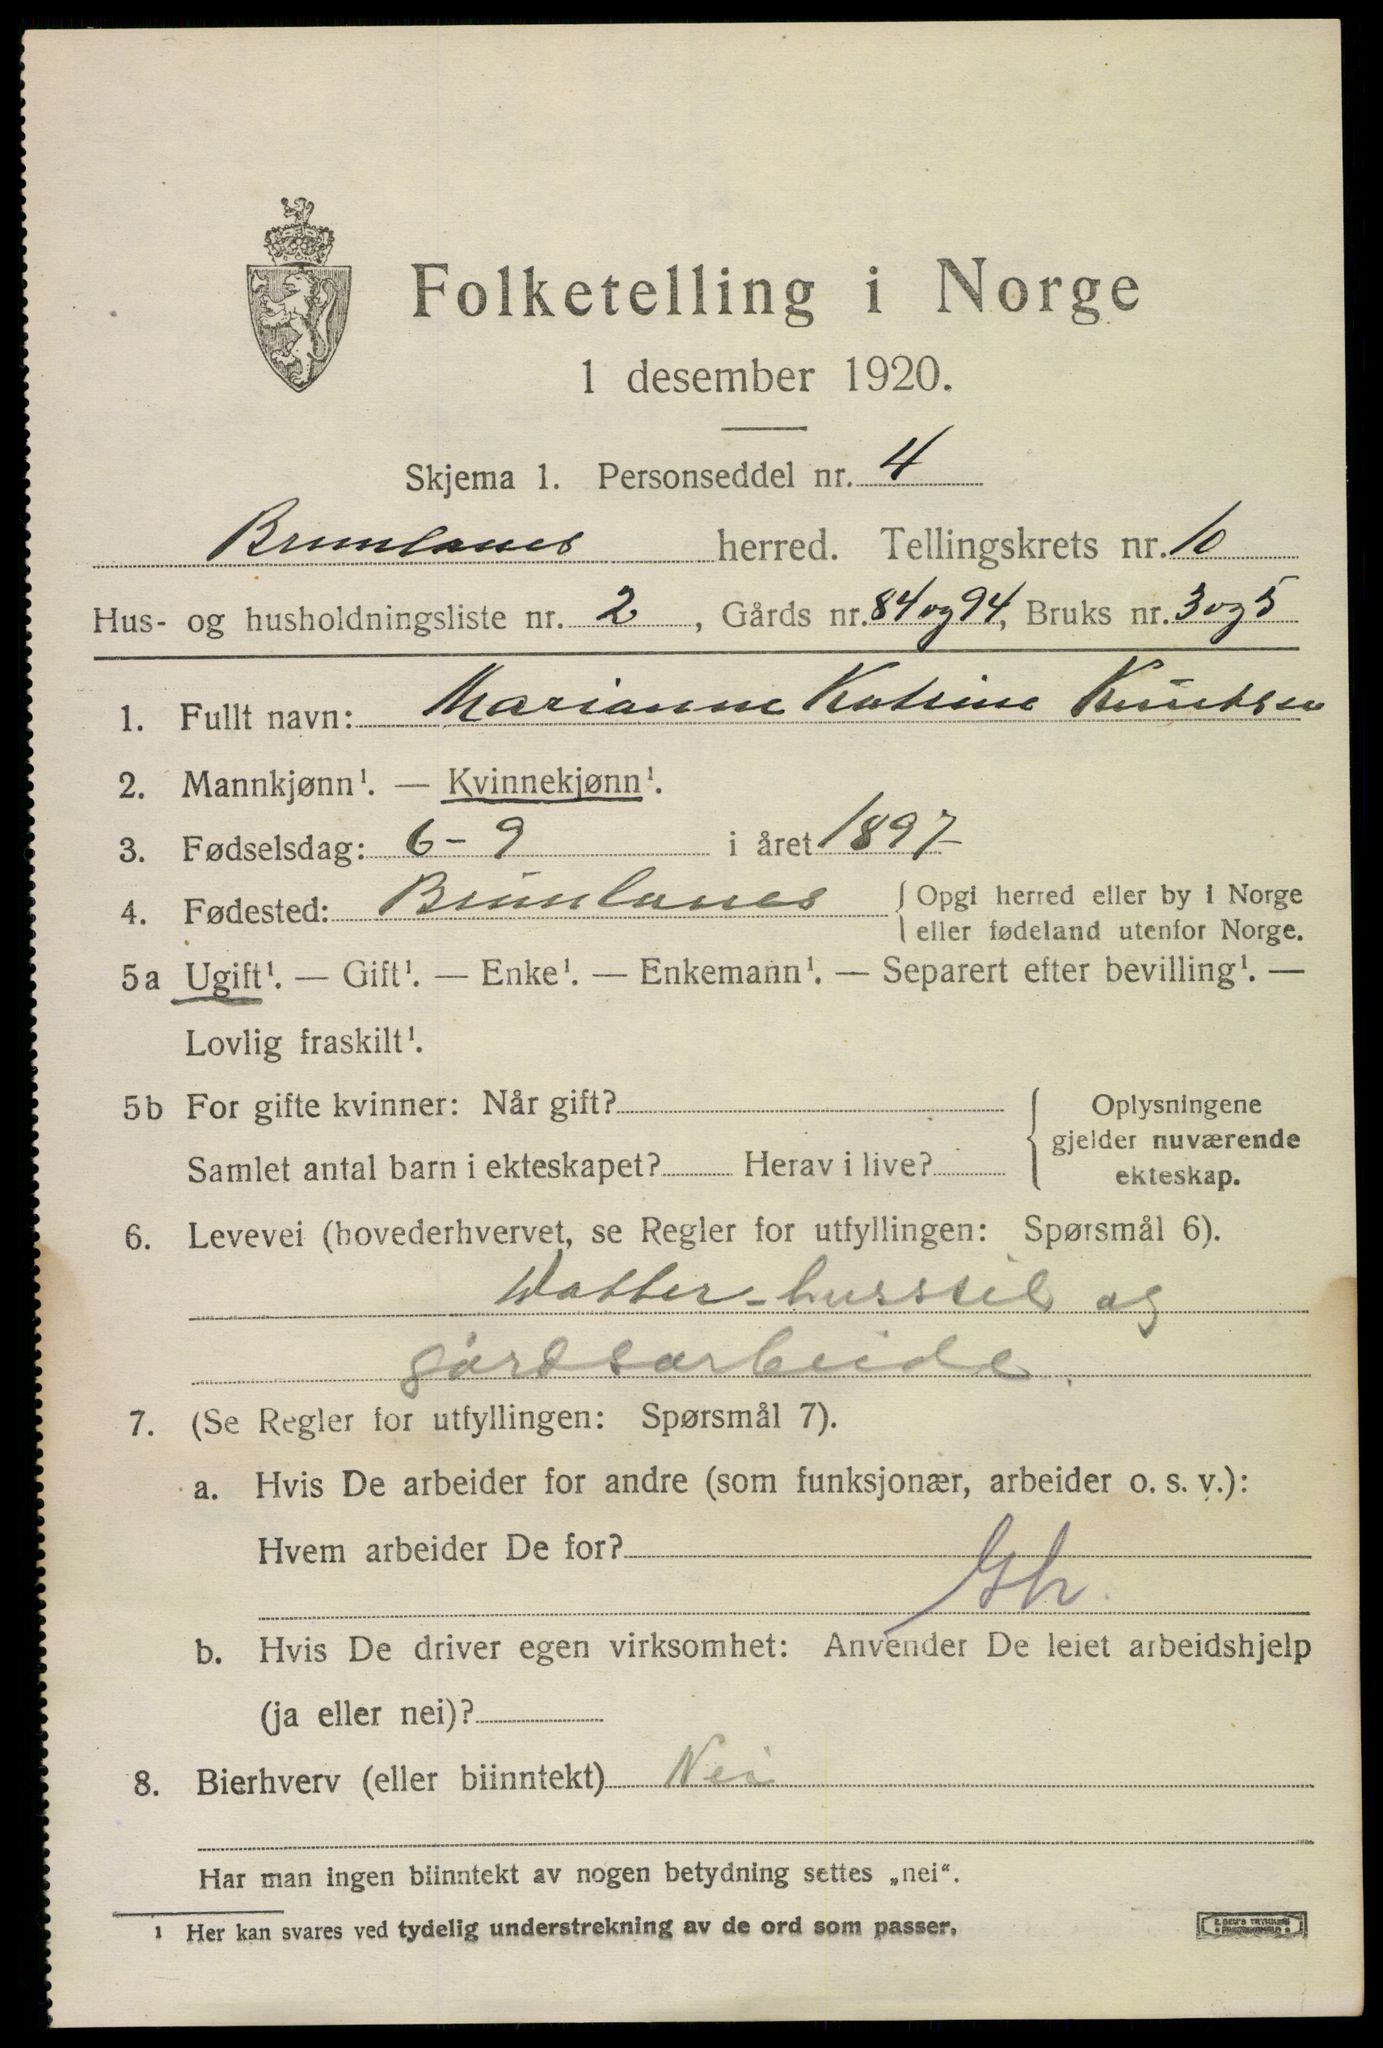 Folketelling i Norge
1 desember 1920.
Skjema 1. Personseddel nr. 4
Brunlanes herred. Tellingskrets nr. 10
Hus- og husholdningsliste nr. 2, Gårds nr. 84 og 94, Bruks nr. 3 og 5
1. Fullt navn: Marianne Katrine Knutsen
2. Mannkjønn¹. — Kvinnekjønn¹.
3. Fødselsdag: 6 - 9 i året 1897
4. Fødested: Brunlanes { Opgi herred eller by i Norge
eller fødeland utenfor Norge.
5a Ugift¹. — Gift¹. — Enke¹. — Enkemann¹. — Separert efter bevilling¹. —
Lovlig fraskilt¹.
5b For gifte kvinner: Når gift?
Samlet antal barn i ekteskapet? Herav i live?
{ Oplysningene
gjelder nuværende
ekteskap.
6. Levevei (hovederhvervet, se Regler for utfyllingen: Spørsmål 6).
Datter - husstel og
gårdsarbeide.
7. (Se Regler for utfyllingen: Spørsmål 7).
a. Hvis De arbeider for andre (som funksjonær, arbeider o. s. v.):
Hvem arbeider De for?
Gh.
b. Hvis De driver egen virksomhet: Anvender De leiet arbeidshjelp
(ja eller nei)?
8. Bierhverv (eller biinntekt) Nei
Har man ingen biinntekt av nogen betydning settes „nei“.
¹ Her kan svares ved tydelig understrekning av de ord som passer.